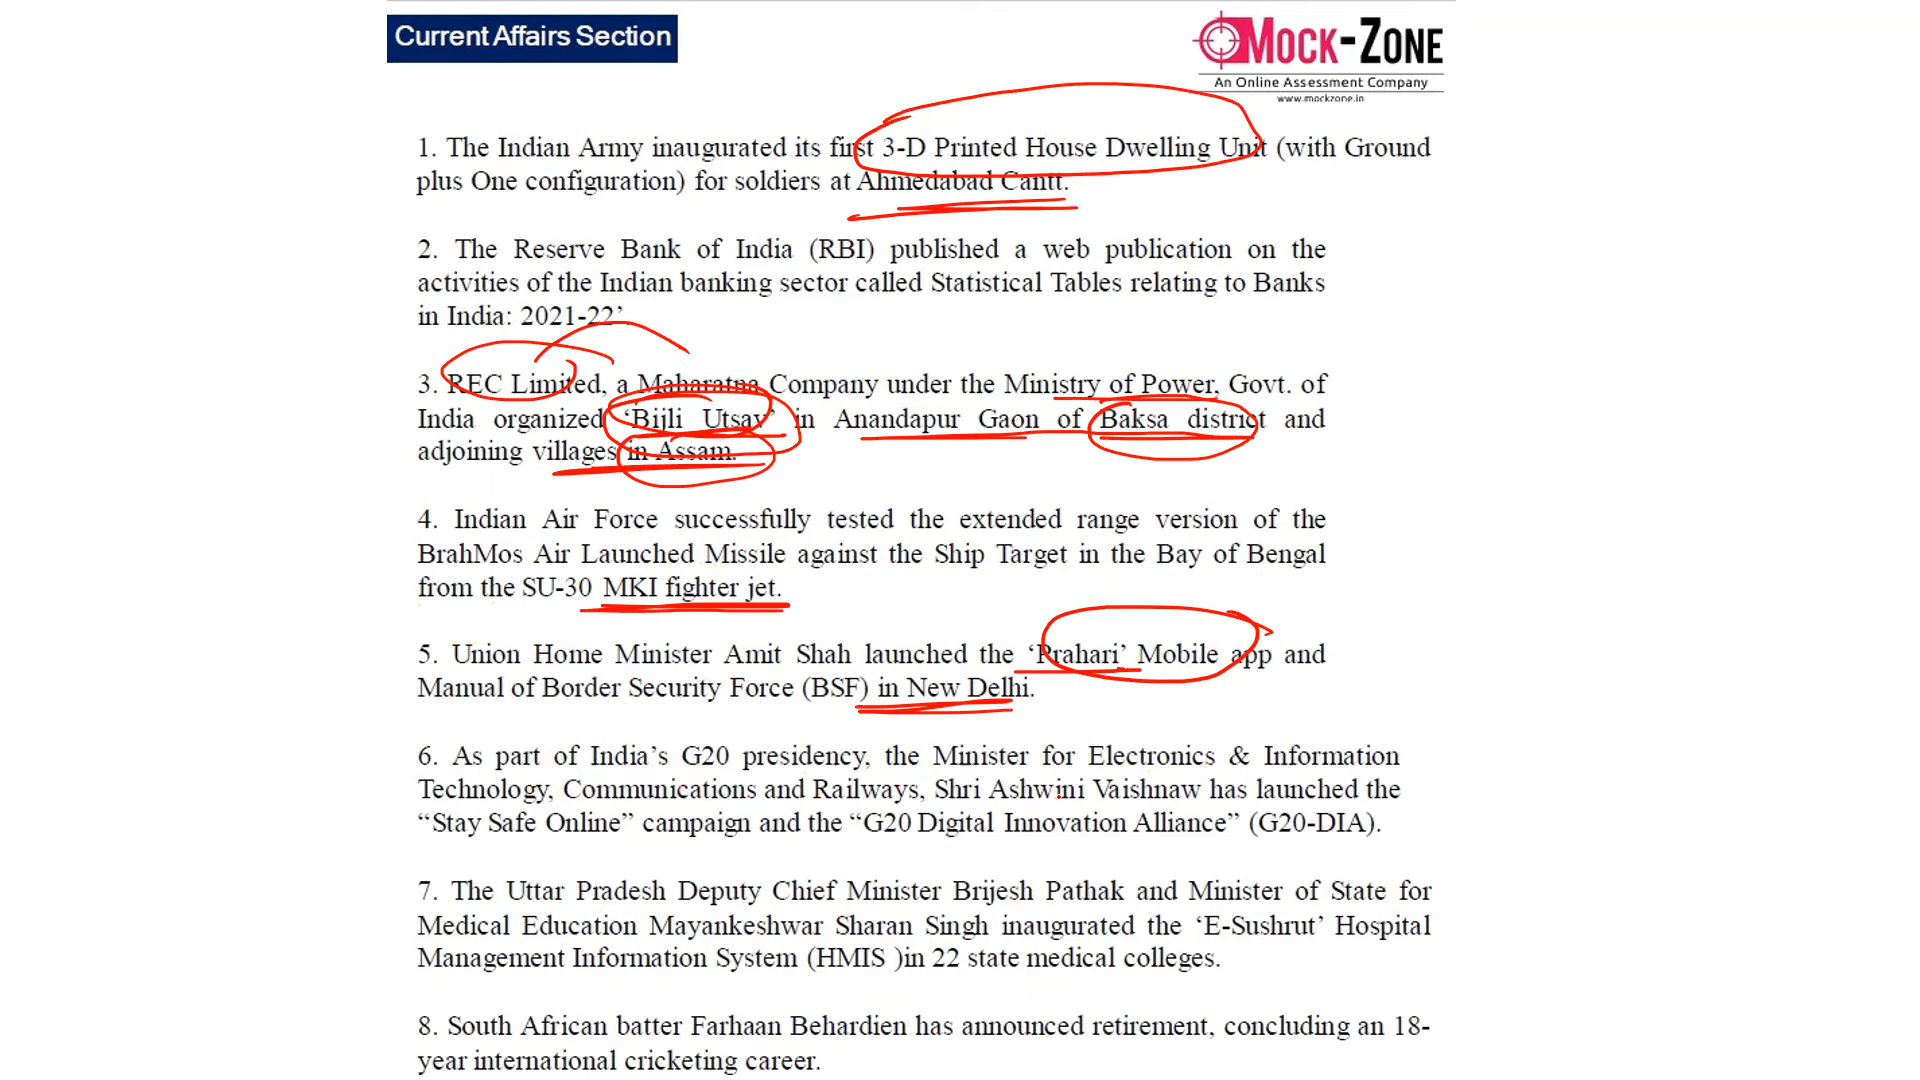 Current Affairs Section
MOCK-ZONE
An Online Assessment Company
www.mockzone.in
1. The Indian Army inaugurated its first 3-D Printed House Dwelling Unit (with Ground
plus One configuration) for soldiers at Ahmedabad Cantt.
2. The Reserve Bank of India (RBI) published a web publication on the
activities of the Indian banking sector called Statistical Tables relating to Banks
in India: 2021-22’
3. REC Limited, a Maharatna Company under the Ministry of Power, Govt. of
India organized ‘Bijli Utsav’ in Anandapur Gaon of Baksa district and
adjoining villages in Assam.
4. Indian Air Force successfully tested the extended range version of the
BrahMos Air Launched Missile against the Ship Target in the Bay of Bengal
from the SU-30 MKI fighter jet.
5. Union Home Minister Amit Shah launched the ‘Prahari’ Mobile app and
Manual of Border Security Force (BSF) in New Delhi.
6. As part of India’s G20 presidency, the Minister for Electronics & Information
Technology, Communications and Railways, Shri Ashwini Vaishnaw has launched the
“Stay Safe Online” campaign and the “G20 Digital Innovation Alliance” (G20-DIA).
7. The Uttar Pradesh Deputy Chief Minister Brijesh Pathak and Minister of State for
Medical Education Mayankeshwar Sharan Singh inaugurated the ‘E-Sushrut’ Hospital
Management Information System (HMIS )in 22 state medical colleges.
8. South African batter Farhaan Behardien has announced retirement, concluding an 18-
year international cricketing career.